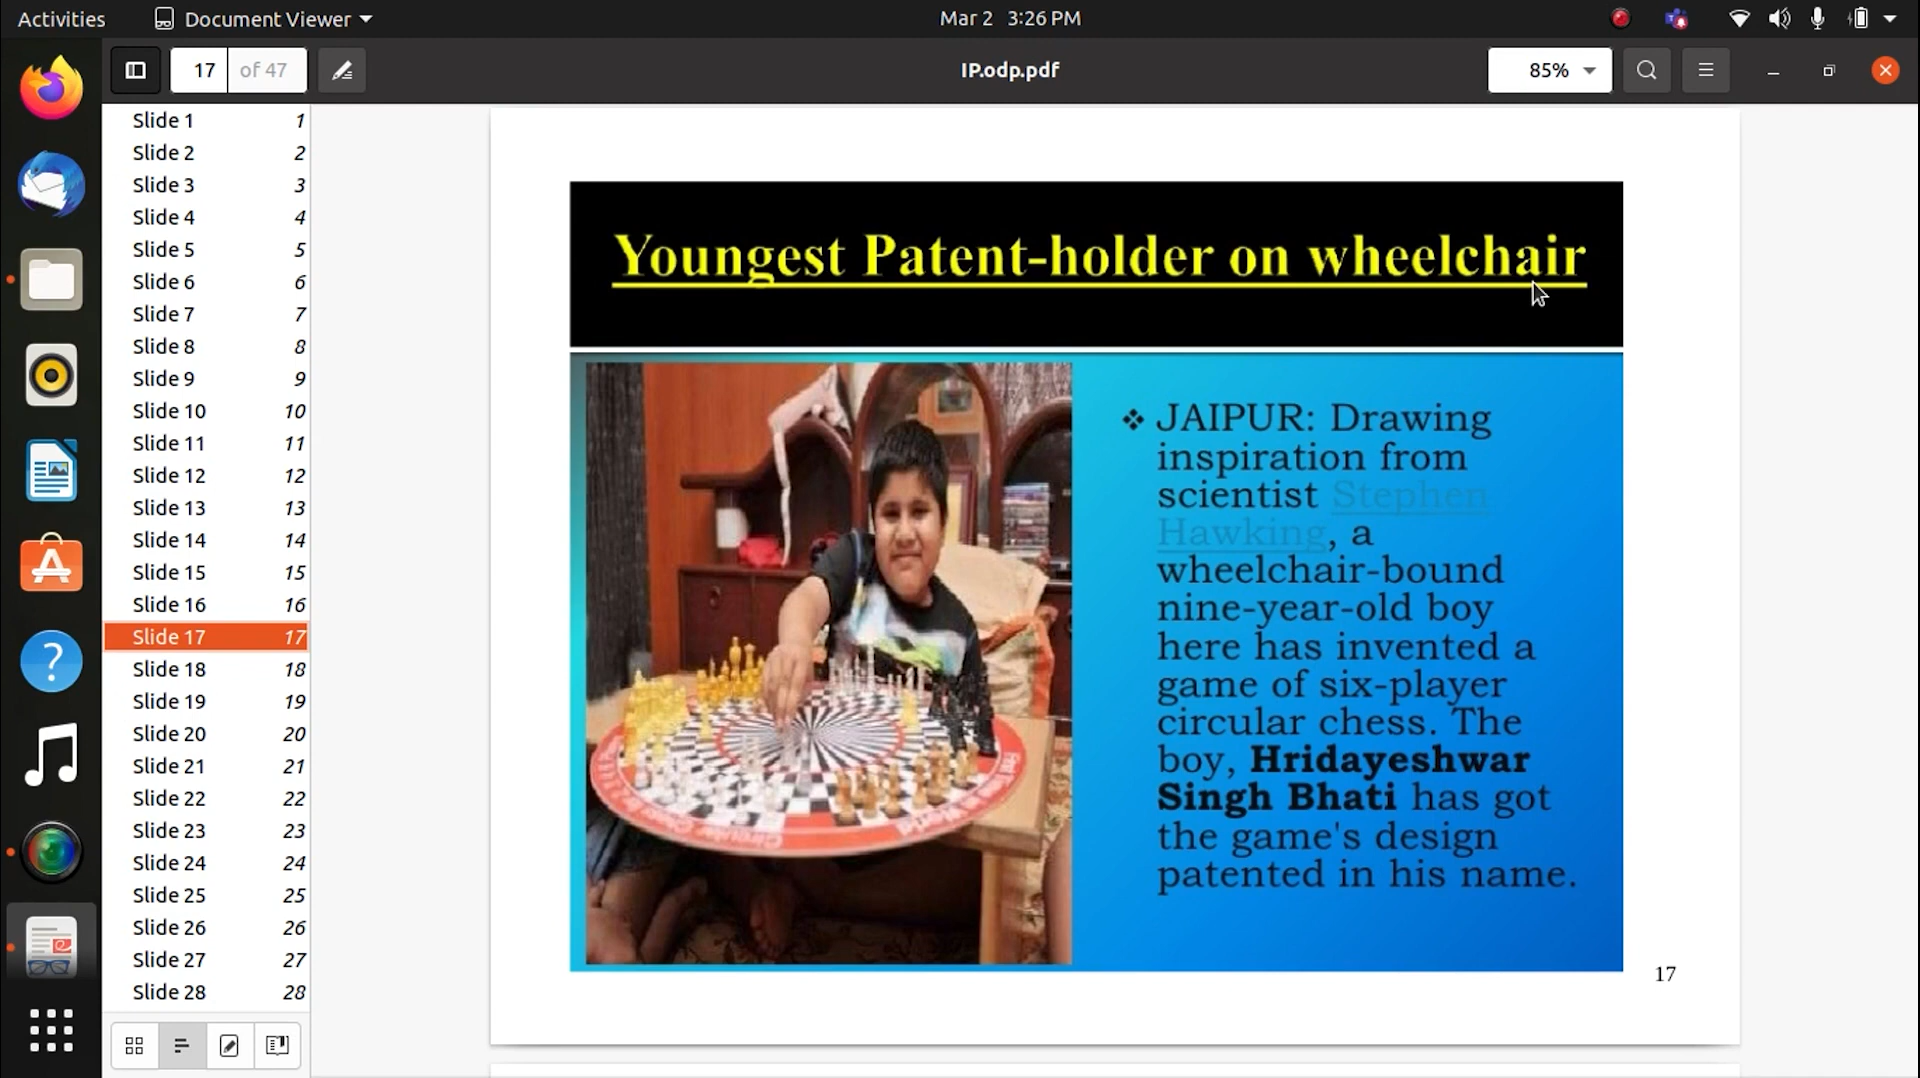 Activities
Document Viewer
Mar 2 3:26 PM
17 of 47
IP.odp.pdf
85%
Slide 1 1
Slide 2 2
Slide 3 3
Slide 4 4
Slide 5 5
Slide 6 6
Slide 7 7
Slide 8 8
Slide 9 9
Slide 10 10
Slide 11 11
Slide 12 12
Slide 13 13
Slide 14 14
Slide 15 15
Slide 16 16
Slide 17 17
Slide 18 18
Slide 19 19
Slide 20 20
Slide 21 21
Slide 22 22
Slide 23 23
Slide 24 24
Slide 25 25
Slide 26 26
Slide 27 27
Slide 28 28
Youngest Patent-holder on wheelchair
❖ JAIPUR: Drawing
inspiration from
scientist Stephen
Hawking, a
wheelchair-bound
nine-year-old boy
here has invented a
game of six-player
circular chess. The
boy, Hridayeshwar
Singh Bhati has got
the game's design
patented in his name.
17